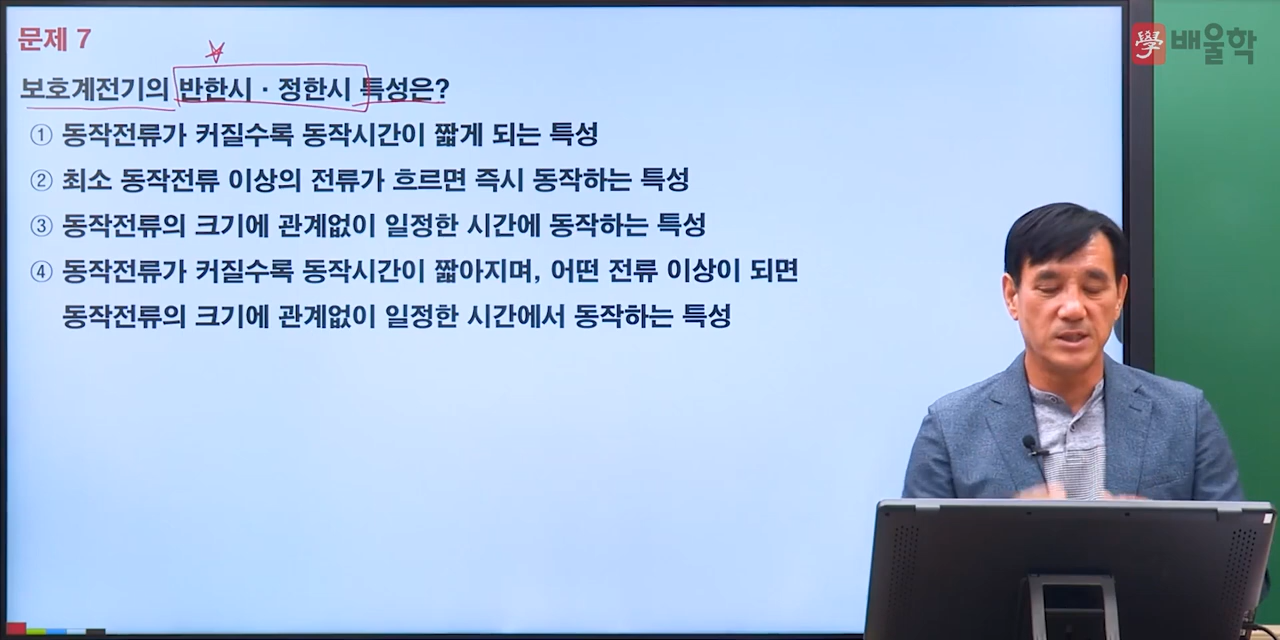 문제 7
學 배울학
보호계전기의 반한시 · 정한시 특성은?
① 동작전류가 커질수록 동작시간이 짧게 되는 특성
② 최소 동작전류 이상의 전류가 흐르면 즉시 동작하는 특성
③ 동작전류의 크기에 관계없이 일정한 시간에 동작하는 특성
④ 동작전류가 커질수록 동작시간이 짧아지며, 어떤 전류 이상이 되면
동작전류의 크기에 관계없이 일정한 시간에서 동작하는 특성